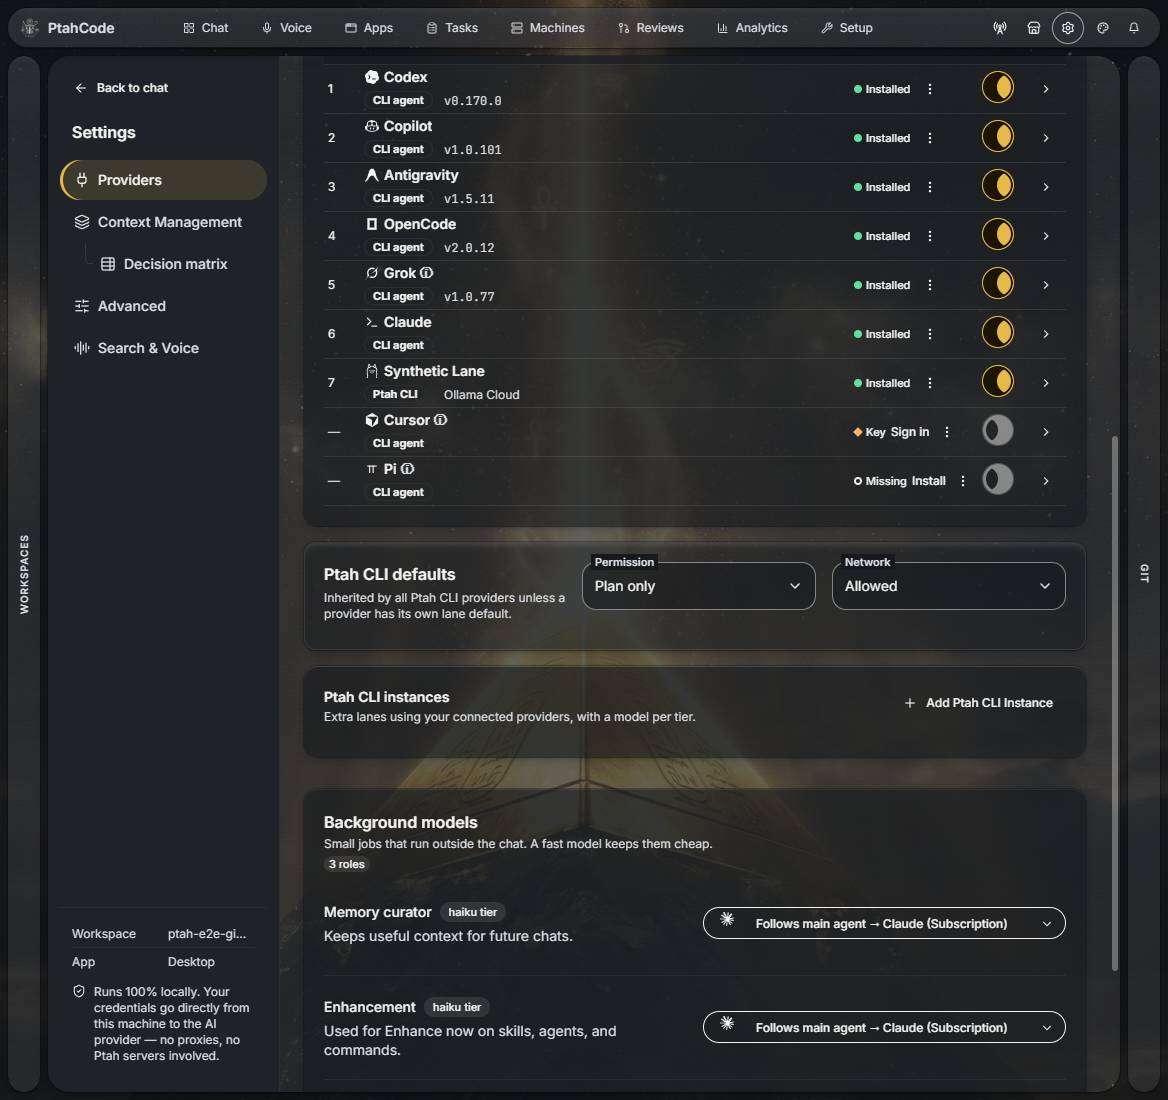 PtahCode
Chat
Voice
Apps
Tasks
Machines
Reviews
Analytics
Setup
WORKSPACES
Back to chat
Settings
Providers
Context Management
Decision matrix
Advanced
Search & Voice
Workspace ptah-e2e-gi...
App Desktop
Runs 100% locally. Your
credentials go directly from
this machine to the AI
provider — no proxies, no
Ptah servers involved.
1 Codex
CLI agent v0.170.0
Installed
2 Copilot
CLI agent v1.0.101
Installed
3 Antigravity
CLI agent v1.5.11
Installed
4 OpenCode
CLI agent v2.0.12
Installed
5 Grok
CLI agent v1.0.77
Installed
6 Claude
CLI agent
Installed
7 Synthetic Lane
Ptah CLI Ollama Cloud
Installed
— Cursor
CLI agent
Key Sign in
— Pi
CLI agent
Missing Install
Ptah CLI defaults
Inherited by all Ptah CLI providers unless a
provider has its own lane default.
Permission
Plan only
Network
Allowed
Ptah CLI instances
Extra lanes using your connected providers, with a model per tier.
+ Add Ptah CLI Instance
Background models
Small jobs that run outside the chat. A fast model keeps them cheap.
3 roles
Memory curator haiku tier
Keeps useful context for future chats.
Follows main agent → Claude (Subscription)
Enhancement haiku tier
Used for Enhance now on skills, agents, and
commands.
Follows main agent → Claude (Subscription)
GIT